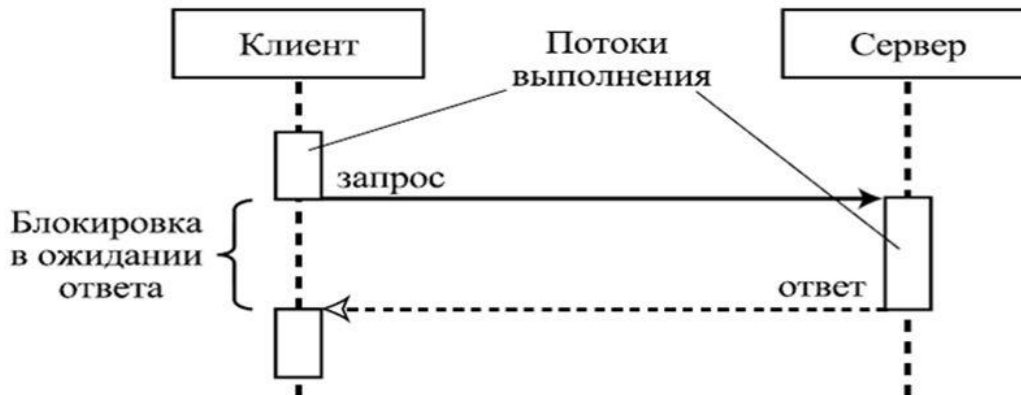 Клиент
Потоки
выполнения
Сервер
запрос
Блокировка
в ожидании
ответа
ответ